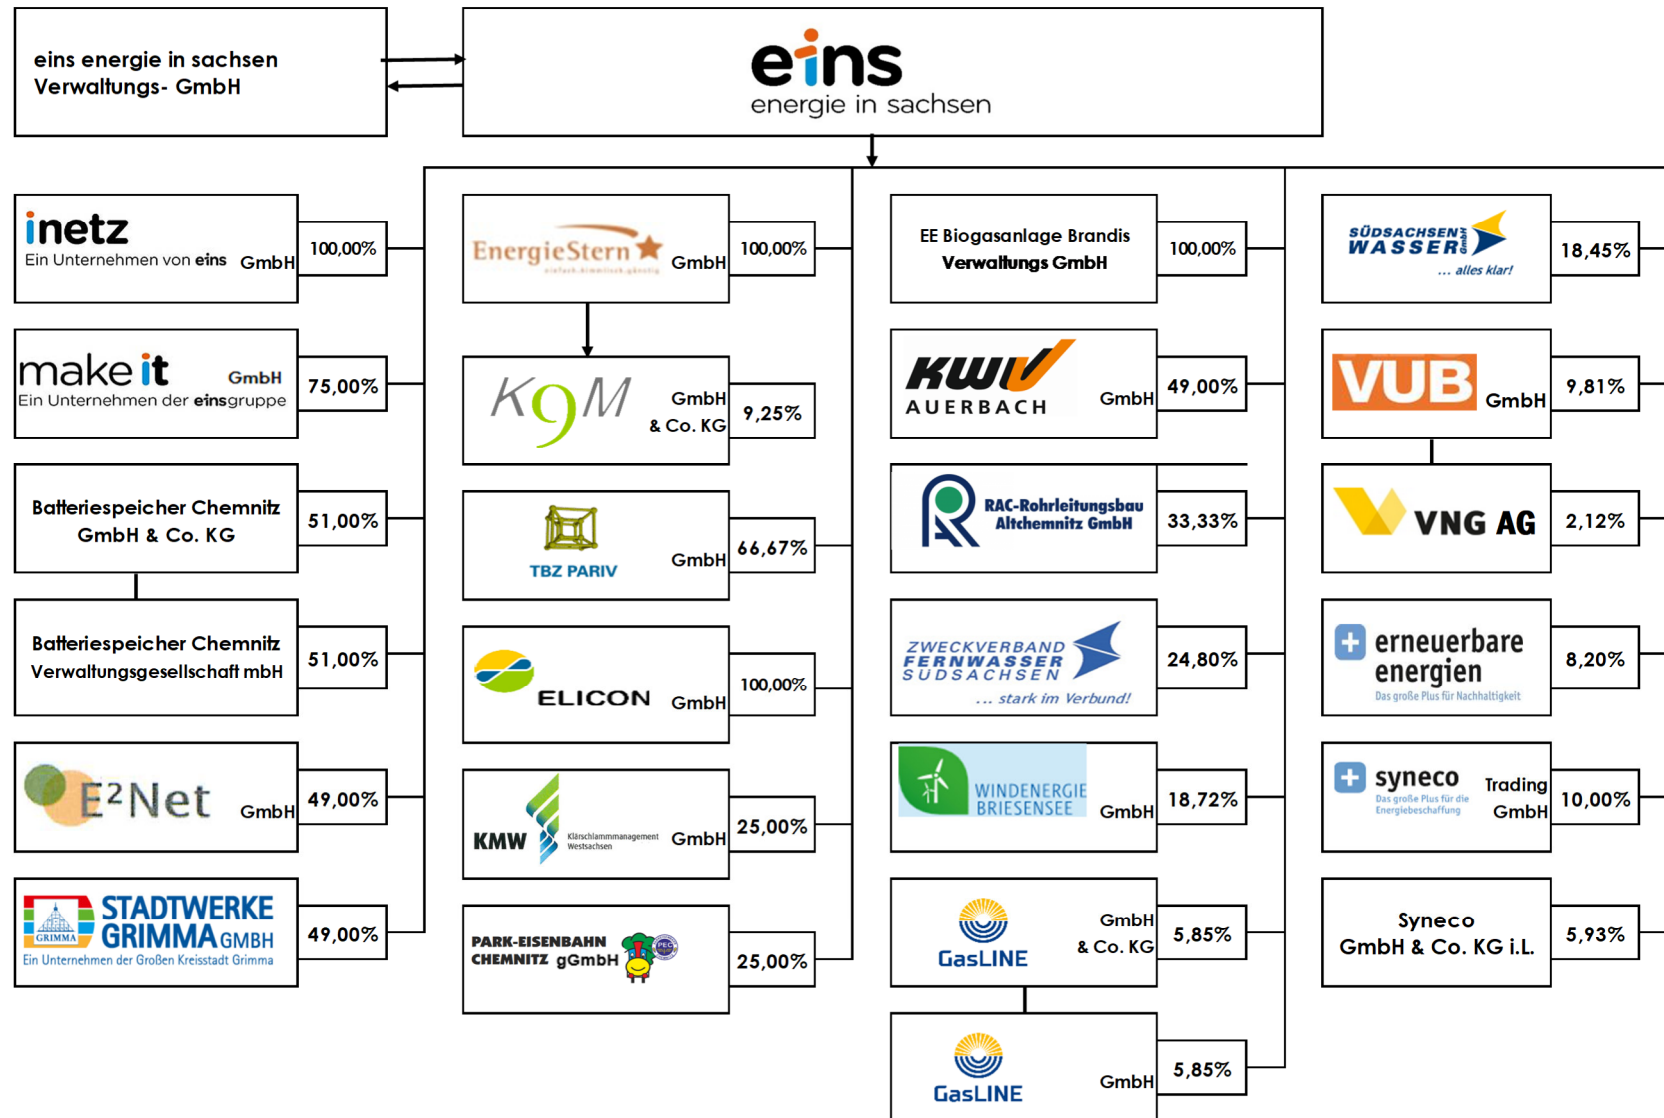 eins energie in sachsen
Verwaltungs- GmbH
eins
energie in sachsen
inetz
Ein Unternehmen von eins GmbH
100,00%
make it GmbH
Ein Unternehmen der einsgruppe
75,00%
Batteriespeicher Chemnitz
GmbH & Co. KG
51,00%
Batteriespeicher Chemnitz
Verwaltungsgesellschaft mbH
51,00%
E²Net GmbH
49,00%
GRIMMA
STADTWERKE
GRIMMA GMBH
Ein Unternehmen der Großen Kreisstadt Grimma
49,00%
EnergieStern
einfach.himmlisch.günstig
GmbH
100,00%
K9M
GmbH
& Co. KG
9,25%
TBZ PARIV
GmbH
66,67%
ELICON GmbH
100,00%
KMW
Klärschlammmanagement
Westsachsen
GmbH
25,00%
PARK-EISENBAHN
CHEMNITZ gGmbH
PEC
25,00%
EE Biogasanlage Brandis
Verwaltungs GmbH
100,00%
KWV
AUERBACH GmbH
49,00%
RAC-Rohrleitungsbau
Altchemnitz GmbH
33,33%
ZWECKVERBAND
FERNWASSER
SÜDSACHSEN
... stark im Verbund!
24,80%
WINDENERGIE
BRIESENSEE
GmbH
18,72%
GasLINE
GmbH
& Co. KG
5,85%
GasLINE
GmbH
5,85%
SÜDSACHSEN
WASSER GmbH
... alles klar!
18,45%
VUB GmbH
9,81%
VNG AG
2,12%
erneuerbare
energien
Das große Plus für Nachhaltigkeit
8,20%
syneco
Das große Plus für die
Energiebeschaffung
Trading
GmbH
10,00%
Syneco
GmbH & Co. KG i.L.
5,93%